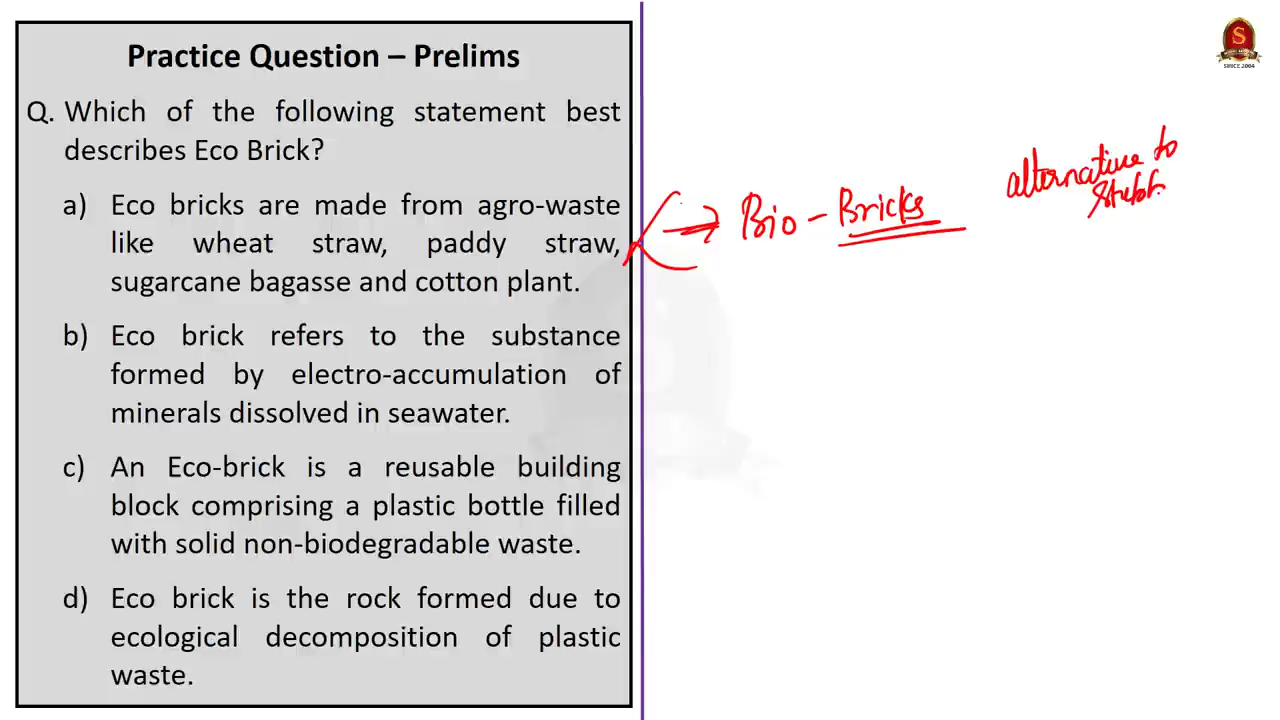 Practice Question – Prelims
Q. Which of the following statement best
describes Eco Brick?
a) Eco bricks are made from agro-waste
like wheat straw, paddy straw,
sugarcane bagasse and cotton plant.
b) Eco brick refers to the substance
formed by electro-accumulation of
minerals dissolved in seawater.
c) An Eco-brick is a reusable building
block comprising a plastic bottle filled
with solid non-biodegradable waste.
d) Eco brick is the rock formed due to
ecological decomposition of plastic
waste.
→ Bio - Bricks
alternative to
S
SINCE 2004